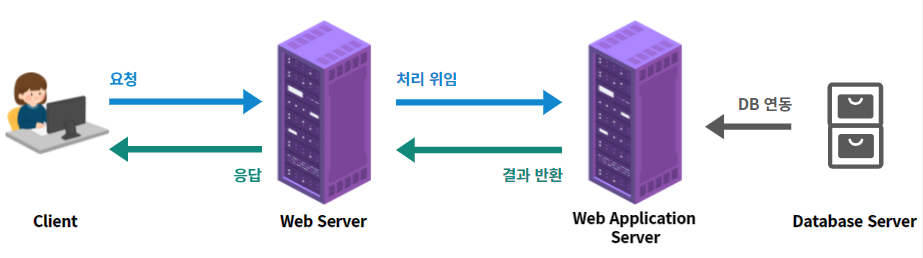 요청
처리 위임
DB 연동
응답
결과 반환
Client
Web Server
Web Application
Server
Database Server